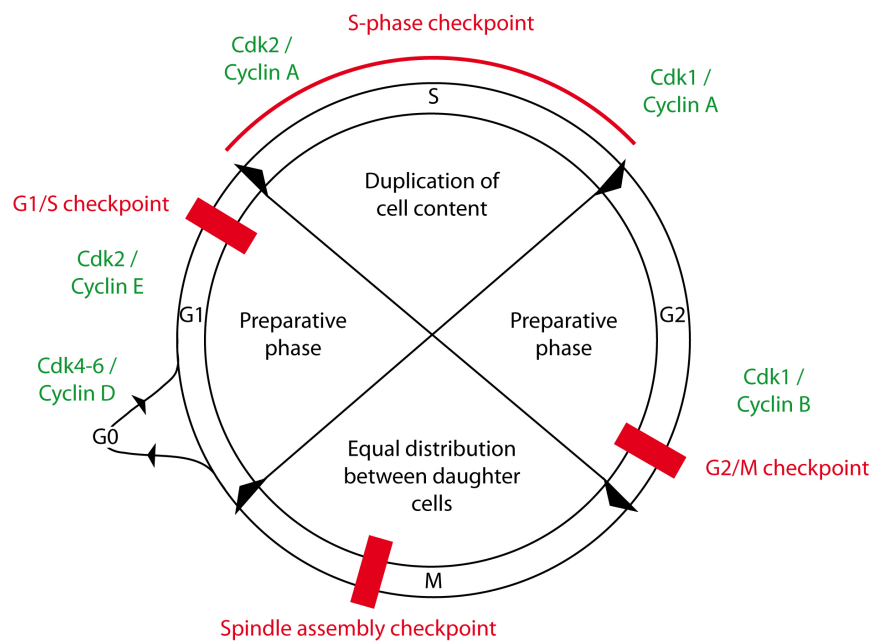 S-phase checkpoint
Cdk2 /
Cyclin A
Cdk1 /
Cyclin A
S
Duplication of
cell content
G1/S checkpoint
Cdk2 /
Cyclin E
G1
Preparative
phase
Preparative
phase
G2
Cdk4-6 /
Cyclin D
G0
Cdk1 /
Cyclin B
Equal distribution
between daughter
cells
G2/M checkpoint
M
Spindle assembly checkpoint